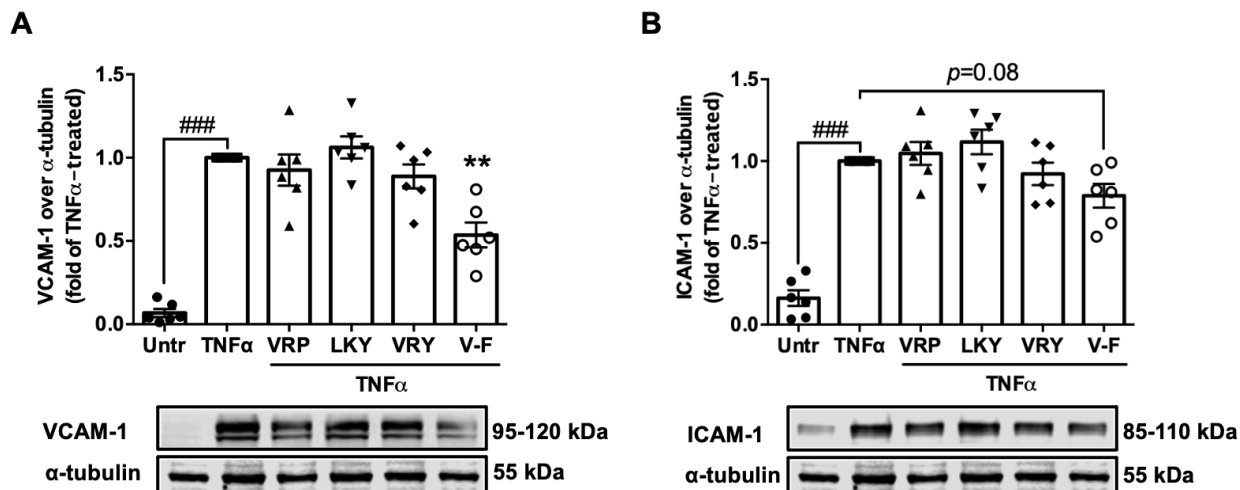 A
VCAM-1 over α-tubulin
(fold of TNFα-treated)
1.5
1.0
0.5
0.0
###
**
Untr TNFα VRP LKY VRY V-F
TNFα
VCAM-1 95-120 kDa
α-tubulin 55 kDa
B
ICAM-1 over α-tubulin
(fold of TNFα-treated)
1.5
1.0
0.5
0.0
###
p=0.08
Untr TNFα VRP LKY VRY V-F
TNFα
ICAM-1 85-110 kDa
α-tubulin 55 kDa